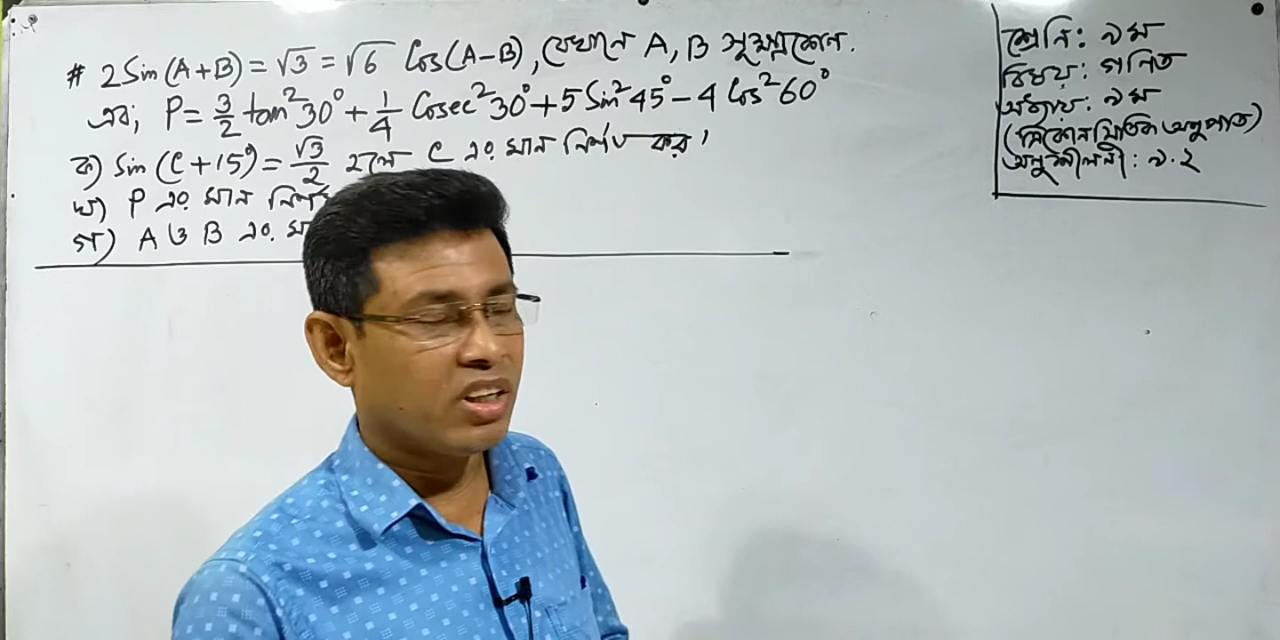 # 2Sin(A+B) = √3 = √6 Cos(A−B), যেখানে A, B সূক্ষ্মকোণ.
এবং, P = 3/2 tan²30° + 1/4 Cosec²30° + 5 Sin²45° − 4 Cos²60°
ক) Sin(C+15°) = √3/2 হলে C এর মান নির্ণয় কর।
খ) P এর মান
গ) A ও B এর
শ্রেনি: ৯ম
বিষয়: গণিত
অধ্যায়: ৯ম
(ত্রিকোনমিতিক অনুপাত)
অনুশীলনী: ৯.২